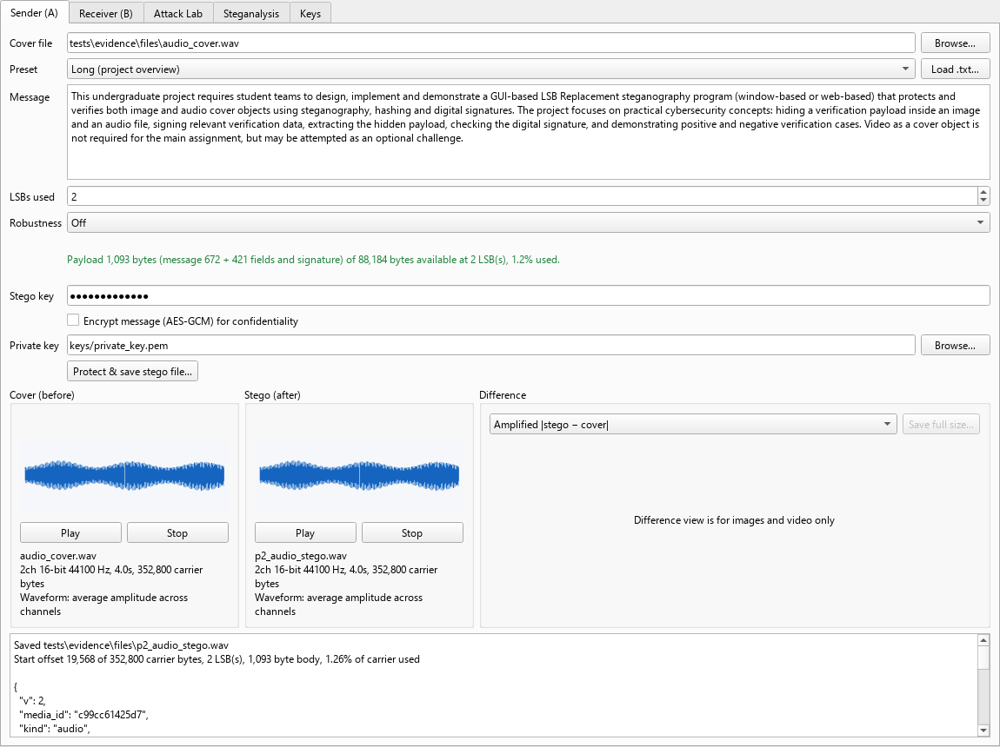 Sender (A) Receiver (B) Attack Lab Steganalysis Keys
Cover file tests\evidence\files\audio_cover.wav Browse...
Preset Long (project overview) Load .txt...
Message This undergraduate project requires student teams to design, implement and demonstrate a GUI-based LSB Replacement steganography program (window-based or web-based) that protects and
verifies both image and audio cover objects using steganography, hashing and digital signatures. The project focuses on practical cybersecurity concepts: hiding a verification payload inside an image
and an audio file, signing relevant verification data, extracting the hidden payload, checking the digital signature, and demonstrating positive and negative verification cases. Video as a cover object is
not required for the main assignment, but may be attempted as an optional challenge.
LSBs used 2
Robustness Off
Payload 1,093 bytes (message 672 + 421 fields and signature) of 88,184 bytes available at 2 LSB(s), 1.2% used.
Stego key ●●●●●●●●●●●●●
Encrypt message (AES-GCM) for confidentiality
Private key keys/private_key.pem Browse...
Protect & save stego file...
Cover (before) Stego (after) Difference
Amplified |stego − cover| Save full size...
Difference view is for images and video only
Play Stop Play Stop
audio_cover.wav
2ch 16-bit 44100 Hz, 4.0s, 352,800 carrier
bytes
Waveform: average amplitude across
channels
p2_audio_stego.wav
2ch 16-bit 44100 Hz, 4.0s, 352,800 carrier
bytes
Waveform: average amplitude across
channels
Saved tests\evidence\files\p2_audio_stego.wav
Start offset 19,568 of 352,800 carrier bytes, 2 LSB(s), 1,093 byte body, 1.26% of carrier used
{
"v": 2,
"media_id": "c99cc61425d7",
"kind": "audio",